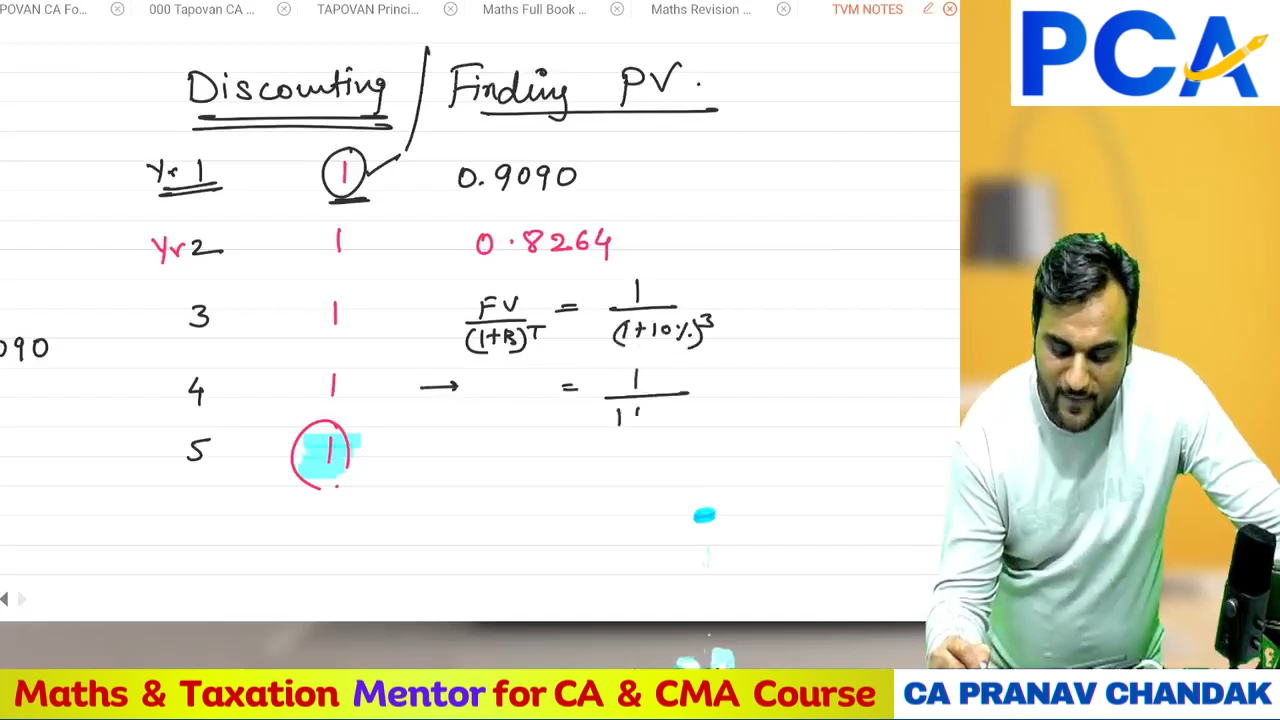 POVAN CA Fo...
000 Tapovan CA ...
TAPOVAN Princi...
Maths Full Book ...
Maths Revision ...
TVM NOTES
PCA
Discounting / Finding PV.
Yr 1 1 0.9090
Yr 2 1 0.8264
3 1 FV/(1+R)^T = 1/(1+10%)^3
090
4 1 → = 1/1'
5 1
Maths & Taxation Mentor for CA & CMA Course
CA PRANAV CHANDAK